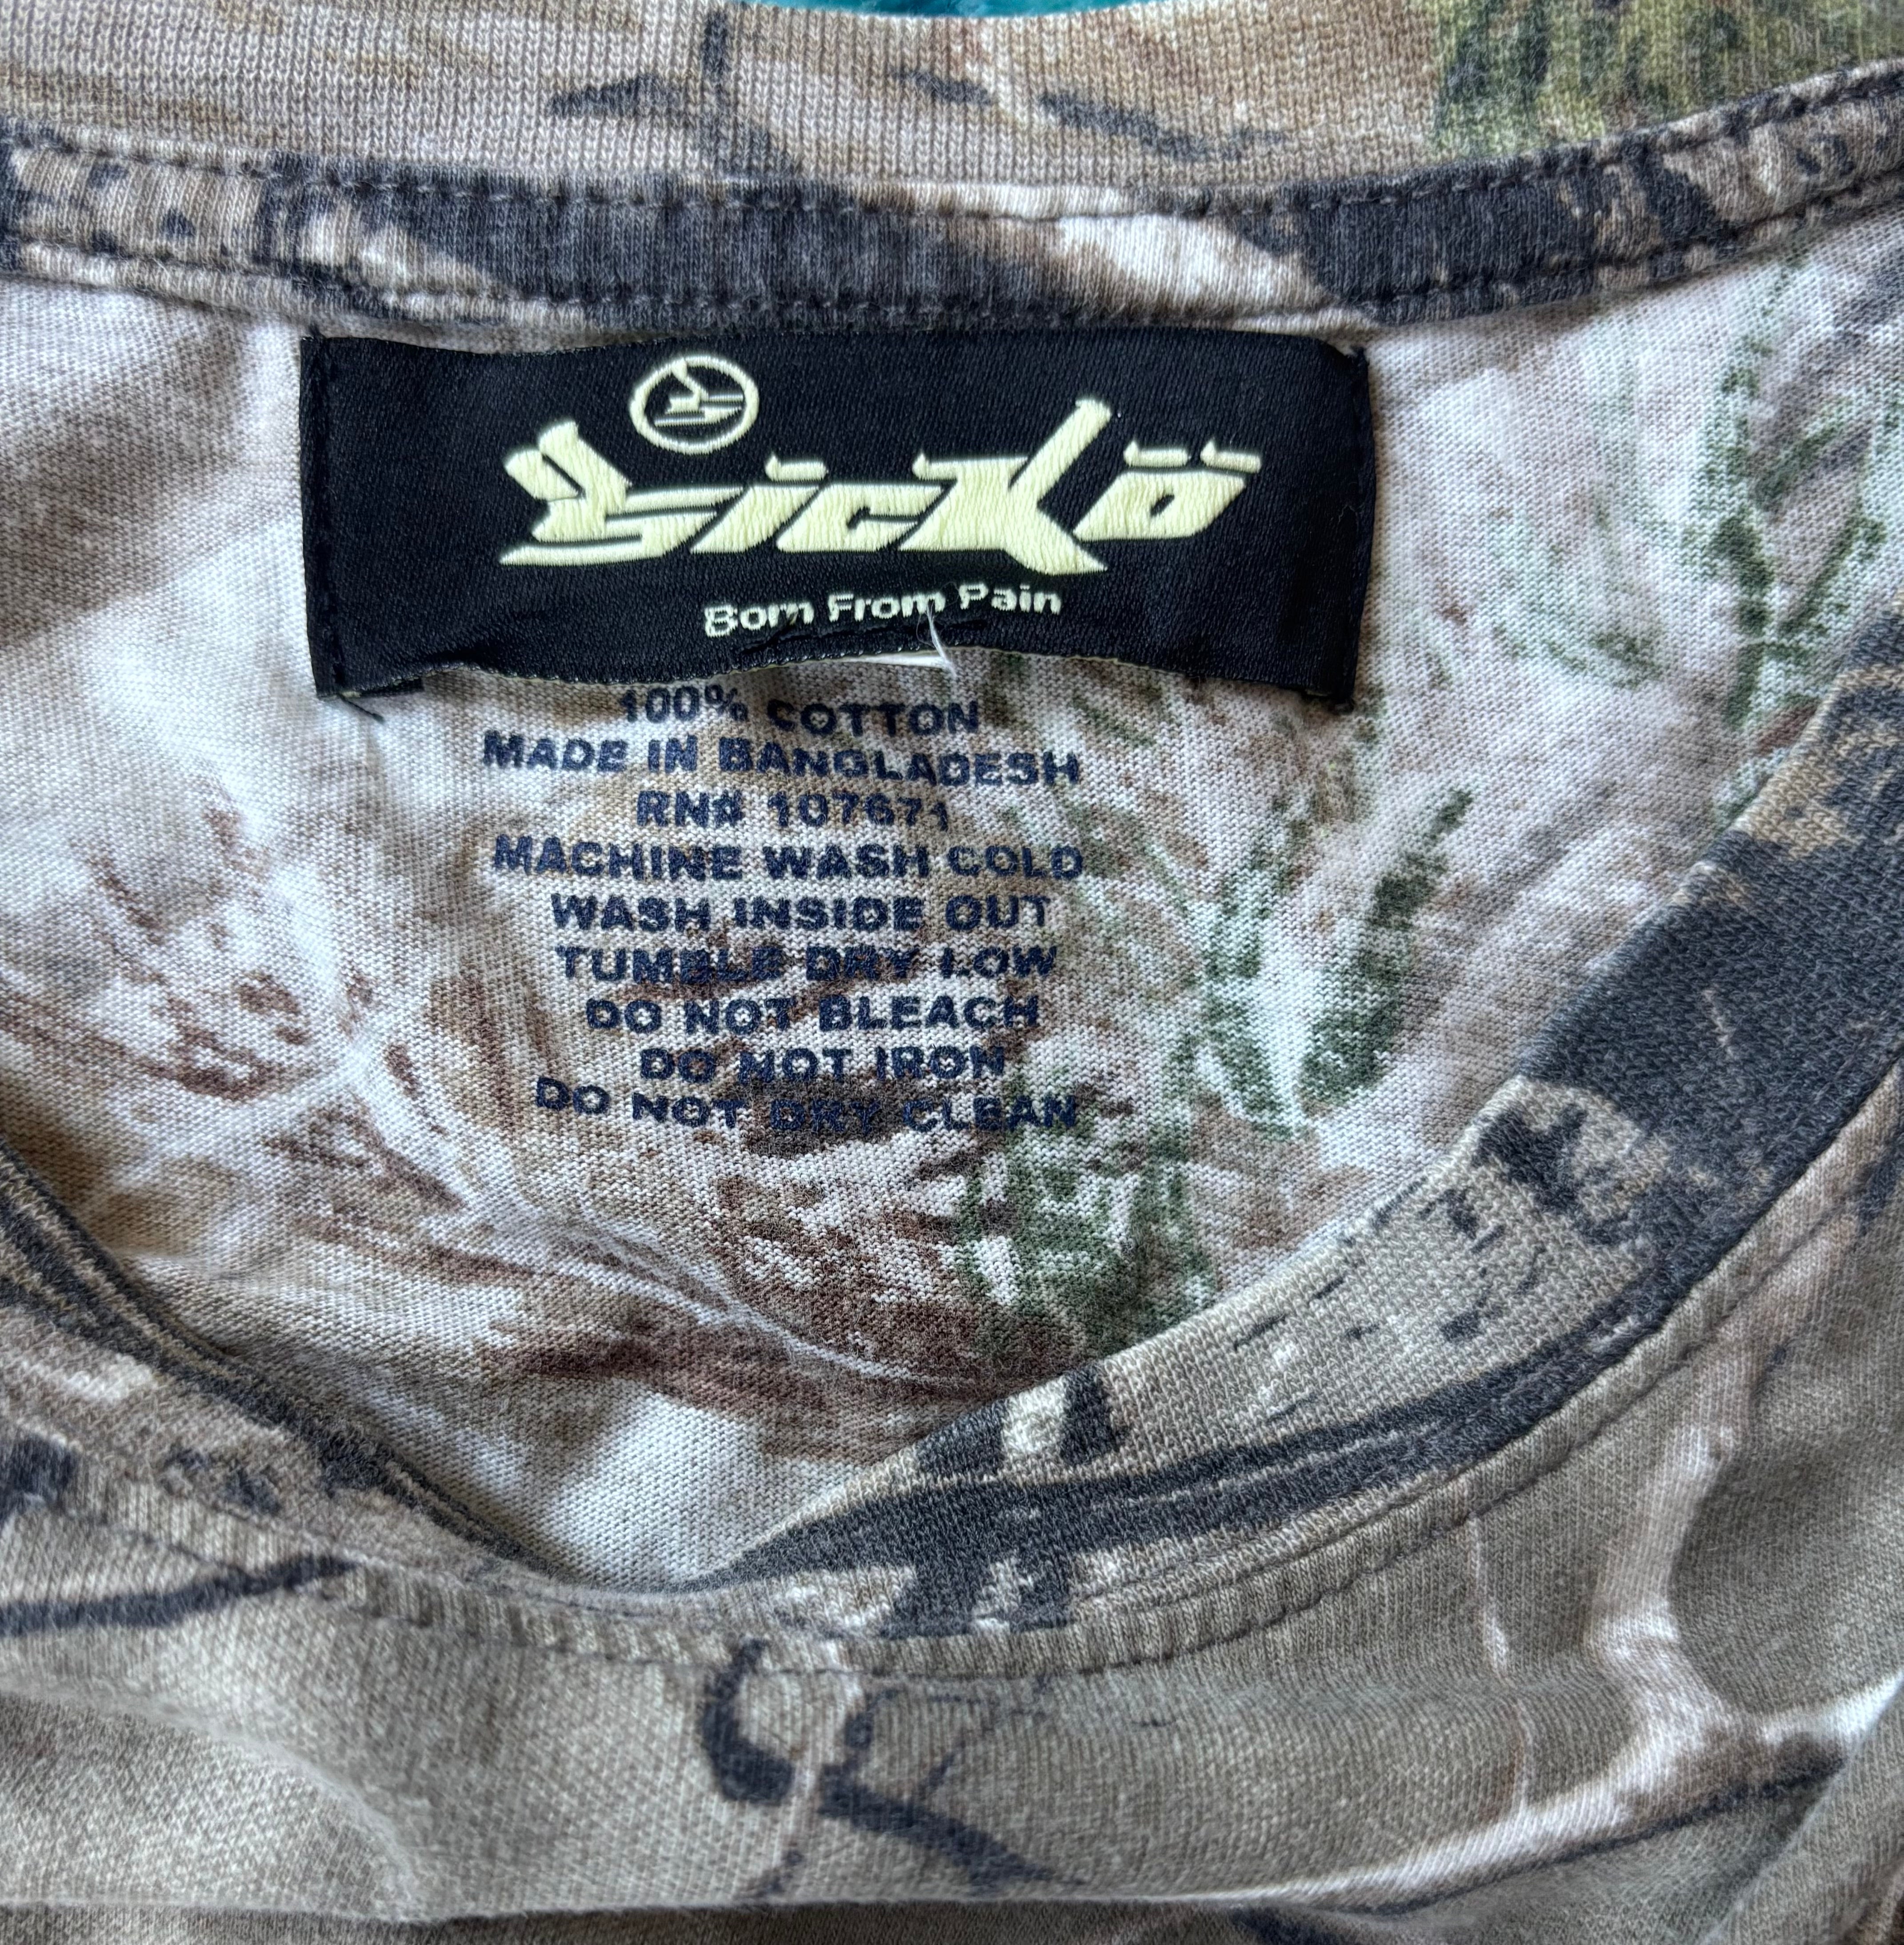 Sickö
Born From Pain
100% COTTON
MADE IN BANGLADESH
RN# 107671
MACHINE WASH COLD
WASH INSIDE OUT
TUMBLE DRY LOW
DO NOT BLEACH
DO NOT IRON
DO NOT DRY CLEAN